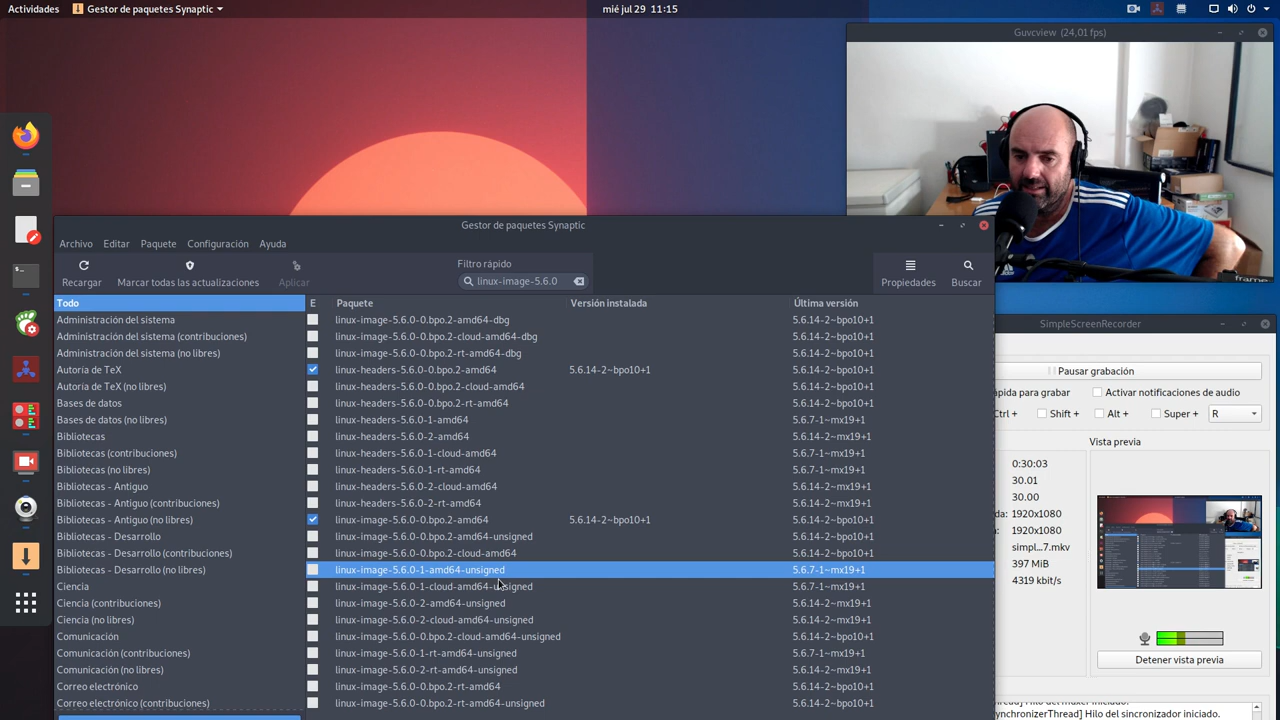 Actividades
Gestor de paquetes Synaptic
mié jul 29 11:15
Guvcview (24,01 fps)
frame
Gestor de paquetes Synaptic
Archivo Editar Paquete Configuración Ayuda
Recargar
Marcar todas las actualizaciones
Aplicar
Filtro rápido
linux-image-5.6.0
Propiedades
Buscar
Todo
Administración del sistema
Administración del sistema (contribuciones)
Administración del sistema (no libres)
Autoría de TeX
Autoría de TeX (no libres)
Bases de datos
Bases de datos (no libres)
Bibliotecas
Bibliotecas (contribuciones)
Bibliotecas (no libres)
Bibliotecas - Antiguo
Bibliotecas - Antiguo (contribuciones)
Bibliotecas - Antiguo (no libres)
Bibliotecas - Desarrollo
Bibliotecas - Desarrollo (contribuciones)
Bibliotecas - Desarrollo (no libres)
Ciencia
Ciencia (contribuciones)
Ciencia (no libres)
Comunicación
Comunicación (contribuciones)
Comunicación (no libres)
Correo electrónico
Correo electrónico (contribuciones)
E Paquete Versión instalada Última versión
linux-image-5.6.0-0.bpo.2-amd64-dbg 5.6.14-2~bpo10+1
linux-image-5.6.0-0.bpo.2-cloud-amd64-dbg 5.6.14-2~bpo10+1
linux-image-5.6.0-0.bpo.2-rt-amd64-dbg 5.6.14-2~bpo10+1
linux-headers-5.6.0-0.bpo.2-amd64 5.6.14-2~bpo10+1 5.6.14-2~bpo10+1
linux-headers-5.6.0-0.bpo.2-cloud-amd64 5.6.14-2~bpo10+1
linux-headers-5.6.0-0.bpo.2-rt-amd64 5.6.14-2~bpo10+1
linux-headers-5.6.0-1-amd64 5.6.7-1~mx19+1
linux-headers-5.6.0-2-amd64 5.6.14-2~mx19+1
linux-headers-5.6.0-1-cloud-amd64 5.6.7-1~mx19+1
linux-headers-5.6.0-1-rt-amd64 5.6.7-1~mx19+1
linux-headers-5.6.0-2-cloud-amd64 5.6.14-2~mx19+1
linux-headers-5.6.0-2-rt-amd64 5.6.14-2~mx19+1
linux-image-5.6.0-0.bpo.2-amd64 5.6.14-2~bpo10+1 5.6.14-2~bpo10+1
linux-image-5.6.0-0.bpo.2-amd64-unsigned 5.6.14-2~bpo10+1
linux-image-5.6.0-0.bpo.2-cloud-amd64 5.6.14-2~bpo10+1
linux-image-5.6.0-1-amd64-unsigned 5.6.7-1~mx19+1
linux-image-5.6.0-1-cloud-amd64-unsigned 5.6.7-1~mx19+1
linux-image-5.6.0-2-amd64-unsigned 5.6.14-2~mx19+1
linux-image-5.6.0-2-cloud-amd64-unsigned 5.6.14-2~mx19+1
linux-image-5.6.0-0.bpo.2-cloud-amd64-unsigned 5.6.14-2~bpo10+1
linux-image-5.6.0-1-rt-amd64-unsigned 5.6.7-1~mx19+1
linux-image-5.6.0-2-rt-amd64-unsigned 5.6.14-2~mx19+1
linux-image-5.6.0-0.bpo.2-rt-amd64 5.6.14-2~bpo10+1
linux-image-5.6.0-0.bpo.2-rt-amd64-unsigned 5.6.14-2~bpo10+1
SimpleScreenRecorder
Pausar grabación
ápida para grabar Activar notificaciones de audio
Ctrl + Shift + Alt + Super + R
Vista previa
0:30:03
30.01
30.00
1920x1080
1920x1080
simpl...7.mkv
397 MiB
4319 kbit/s
Detener vista previa
ynchronizerThread] Hilo del sincronizador iniciado.